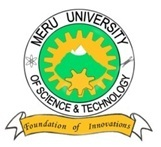 MERU UNIVERSITY
OF SCIENCE & TECHNOLOGY
Foundation of Innovations